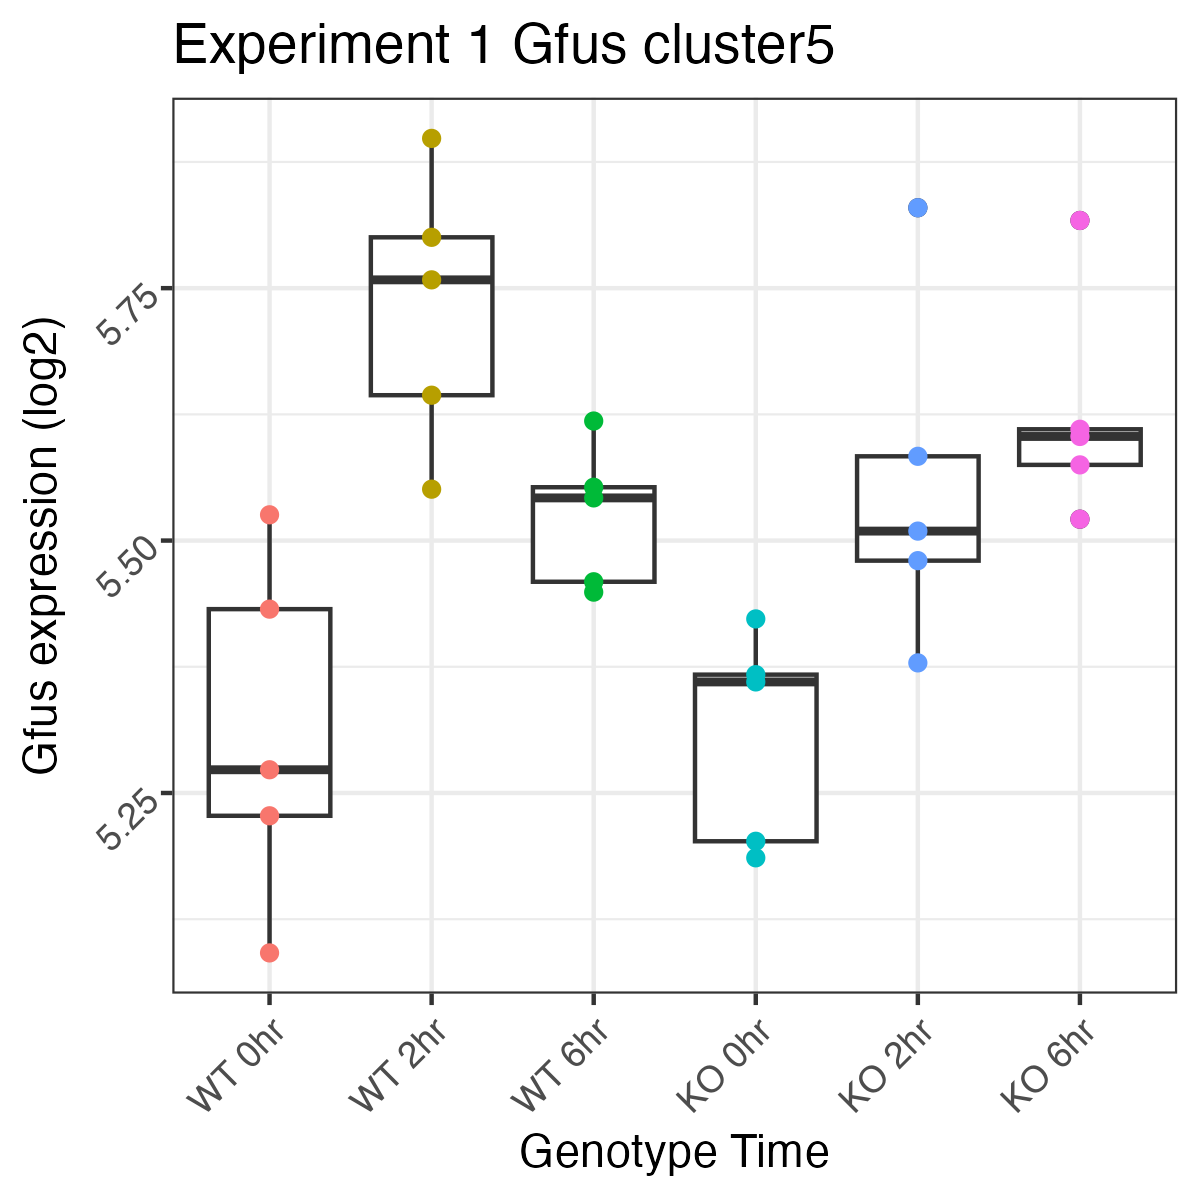 Experiment 1 Gfus cluster5
Gfus expression (log2)
5.75
5.50
5.25
WT 0hr
WT 2hr
WT 6hr
KO 0hr
KO 2hr
KO 6hr
Genotype Time